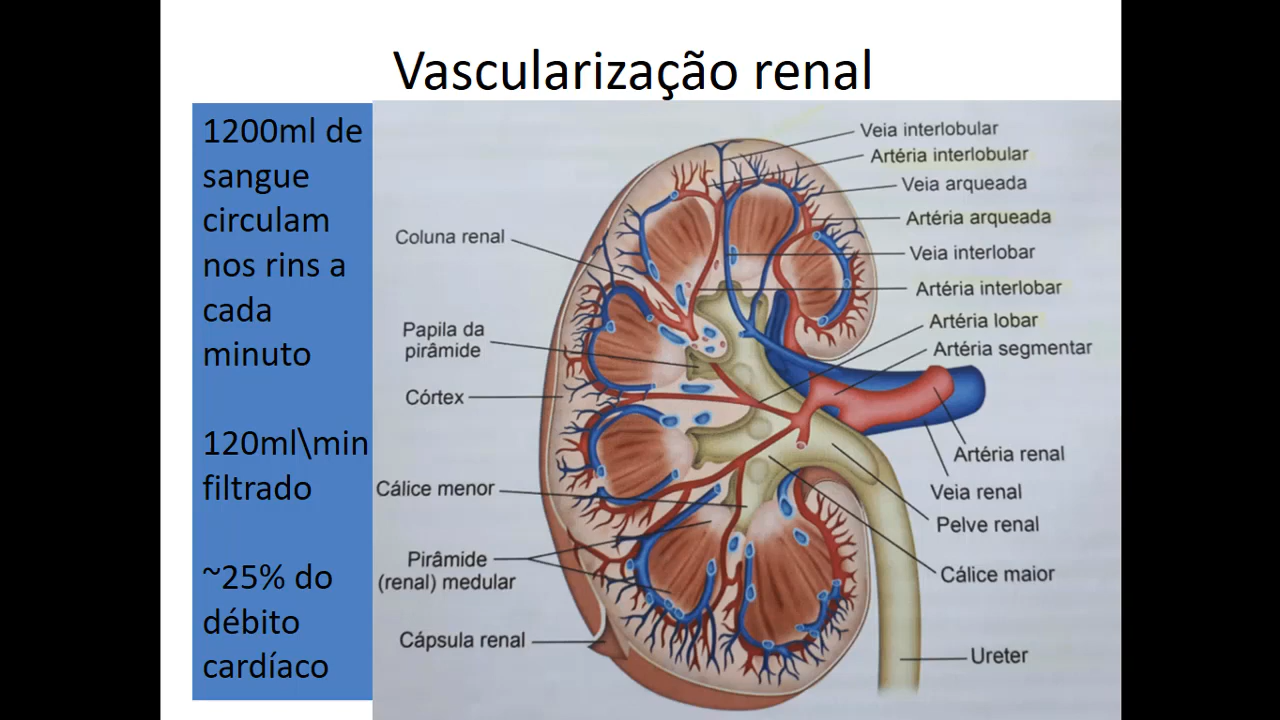 Vascularização renal
1200ml de
sangue
circulam
nos rins a
cada
minuto
120ml\min
filtrado
~25% do
débito
cardíaco
Veia interlobular
Artéria interlobular
Veia arqueada
Artéria arqueada
Veia interlobar
Artéria interlobar
Artéria lobar
Artéria segmentar
Artéria renal
Veia renal
Pelve renal
Cálice maior
Ureter
Coluna renal
Papila da
pirâmide
Córtex
Cálice menor
Pirâmide
(renal) medular
Cápsula renal